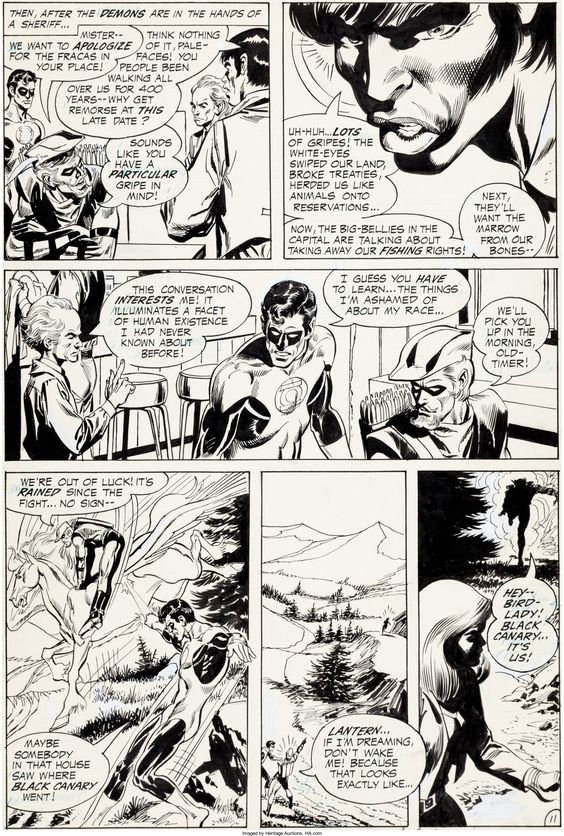 THEN, AFTER THE DEMONS ARE IN THE HANDS OF
A SHERIFF...
MISTER--
WE WANT TO APOLOGIZE
FOR THE FRACAS IN
YOUR PLACE!
THINK NOTHING
OF IT, PALE-
FACES! YOU
PEOPLE BEEN
WALKING ALL
OVER US FOR 400
YEARS--WHY GET
REMORSE AT THIS
LATE DATE?
SOUNDS
LIKE YOU
HAVE A
PARTICULAR
GRIPE IN
MIND!
UH-HUH...LOTS
OF GRIPES! THE
WHITE-EYES
SWIPED OUR LAND,
BROKE TREATIES,
HERDED US LIKE
ANIMALS ONTO
RESERVATIONS...
NOW, THE BIG-BELLIES IN THE
CAPITAL ARE TALKING ABOUT
TAKING AWAY OUR FISHING RIGHTS!
NEXT,
THEY'LL
WANT THE
MARROW
FROM OUR
BONES--
THIS CONVERSATION
INTERESTS ME! IT
ILLUMINATES A FACET
OF HUMAN EXISTENCE
I HAD NEVER
KNOWN ABOUT
BEFORE!
I GUESS YOU HAVE
TO LEARN...THE THINGS
I'M ASHAMED OF
ABOUT MY RACE...
WE'LL
PICK YOU
UP IN THE
MORNING,
OLD-
TIMER!
WE'RE OUT OF LUCK! IT'S
RAINED SINCE THE
FIGHT... NO SIGN--
MAYBE
SOMEBODY
IN THAT HOUSE
SAW WHERE
BLACK CANARY
WENT!
LANTERN...
IF I'M DREAMING,
DON'T WAKE
ME! BECAUSE
THAT LOOKS
EXACTLY LIKE...
HEY--
BIRD-
LADY!
BLACK
CANARY...
IT'S
US!
11
Imaged by Heritage Auctions, HA.com